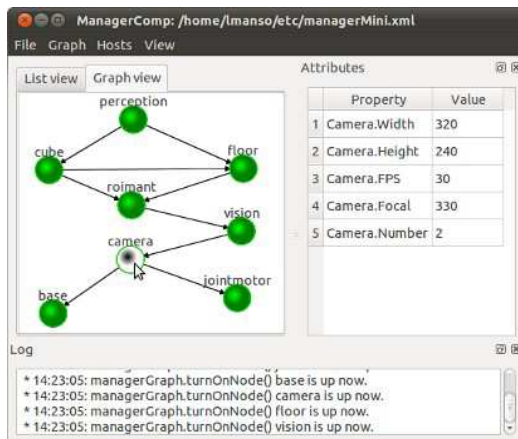 ManagerComp: /home/lmanso/etc/managerMini.xml
File Graph Hosts View
List view Graph view
perception
cube
floor
roimant
vision
camera
jointmotor
base
Attributes
Property Value
1 Camera.Width 320
2 Camera.Height 240
3 Camera.FPS 30
4 Camera.Focal 330
5 Camera.Number 2
Log
* 14:23:05: managerGraph.turnOnNode() base is up now.
* 14:23:05: managerGraph.turnOnNode() camera is up now.
* 14:23:05: managerGraph.turnOnNode() floor is up now.
* 14:23:05: managerGraph.turnOnNode() vision is up now.